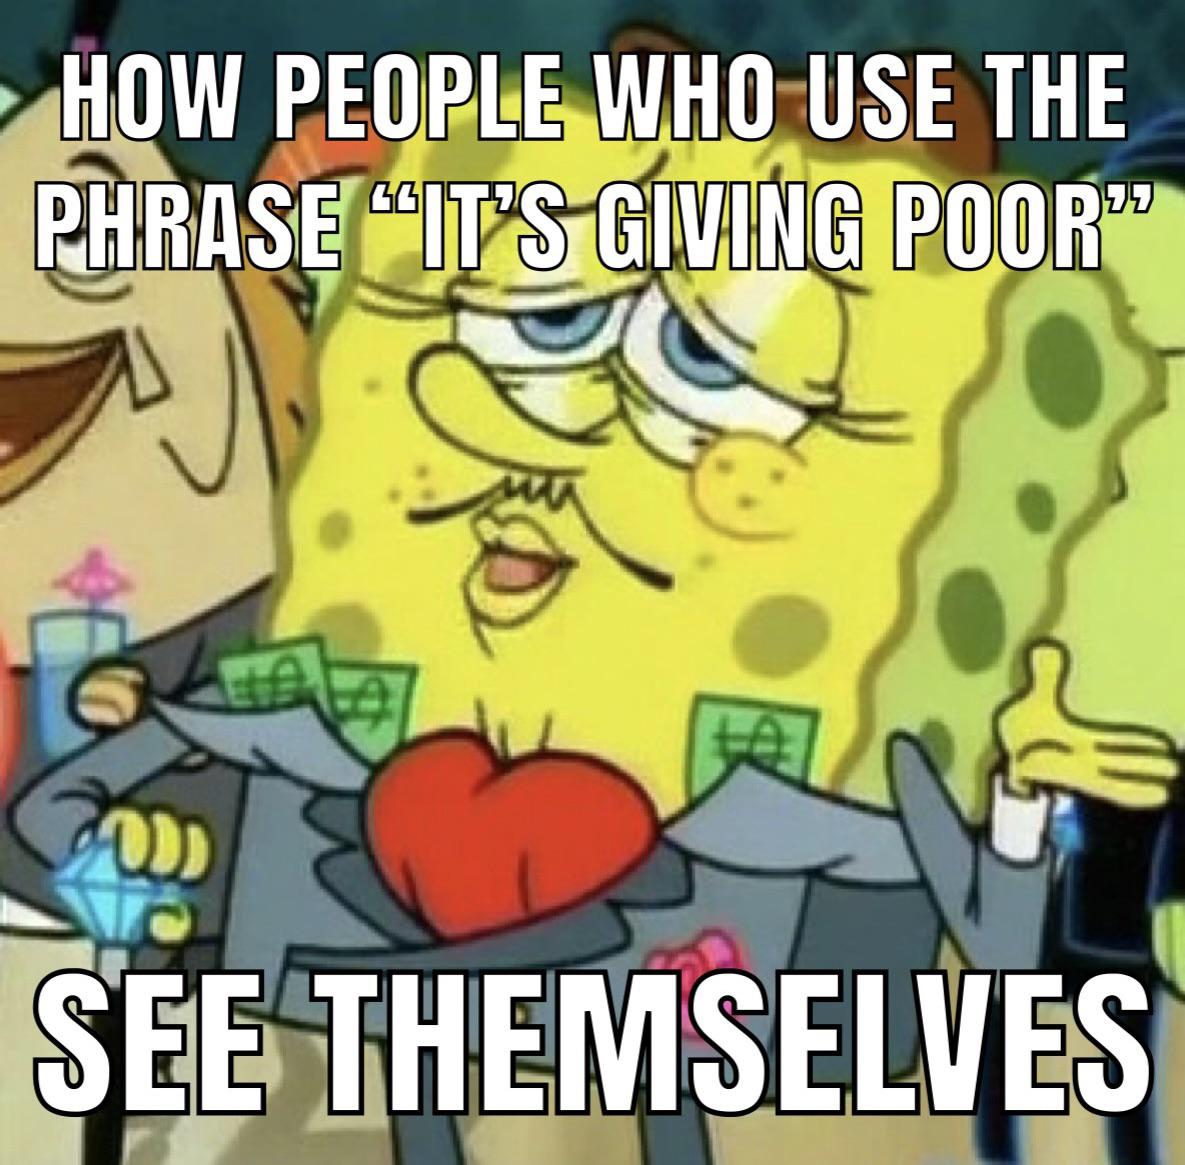 HOW PEOPLE WHO USE THE
PHRASE “IT’S GIVING POOR”
SEE THEMSELVES